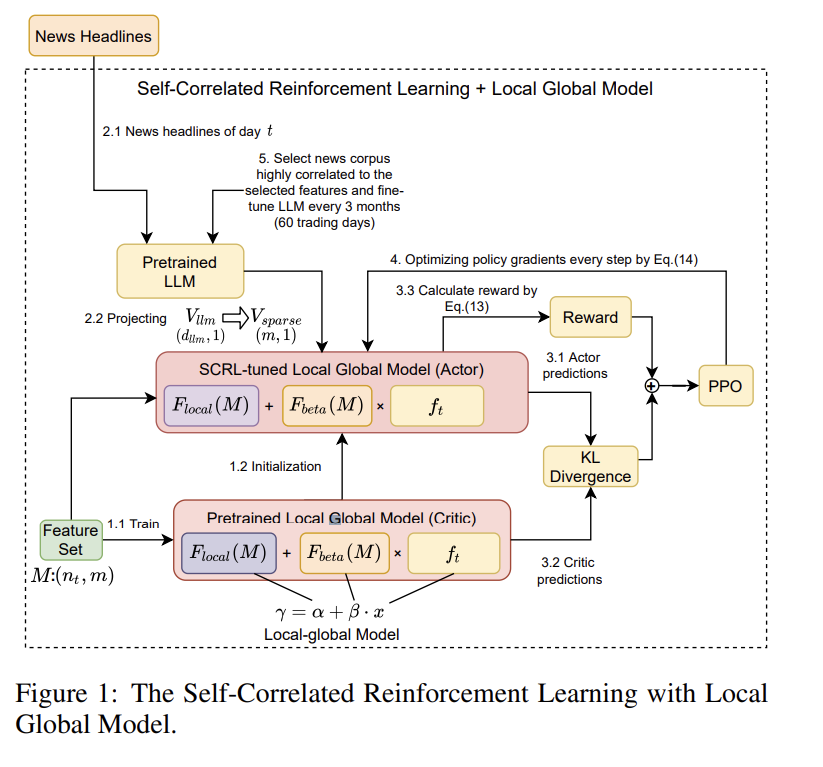 News Headlines
Self-Correlated Reinforcement Learning + Local Global Model
2.1 News headlines of day t
5. Select news corpus
highly correlated to the
selected features and fine-
tune LLM every 3 months
(60 trading days)
Pretrained
LLM
4. Optimizing policy gradients every step by Eq.(14)
3.3 Calculate reward by
Eq.(13)
Reward
2.2 Projecting
V_llm ⇨ V_sparse
(d_llm, 1) (m, 1)
3.1 Actor
predictions
SCRL-tuned Local Global Model (Actor)
F_local(M) + F_beta(M) × f_t
PPO
KL
Divergence
1.2 Initialization
Pretrained Local Global Model (Critic)
F_local(M) + F_beta(M) × f_t
1.1 Train
Feature
Set
M:(n_t, m)
3.2 Critic
predictions
γ = α + β · x
Local-global Model
Figure 1: The Self-Correlated Reinforcement Learning with Local
Global Model.